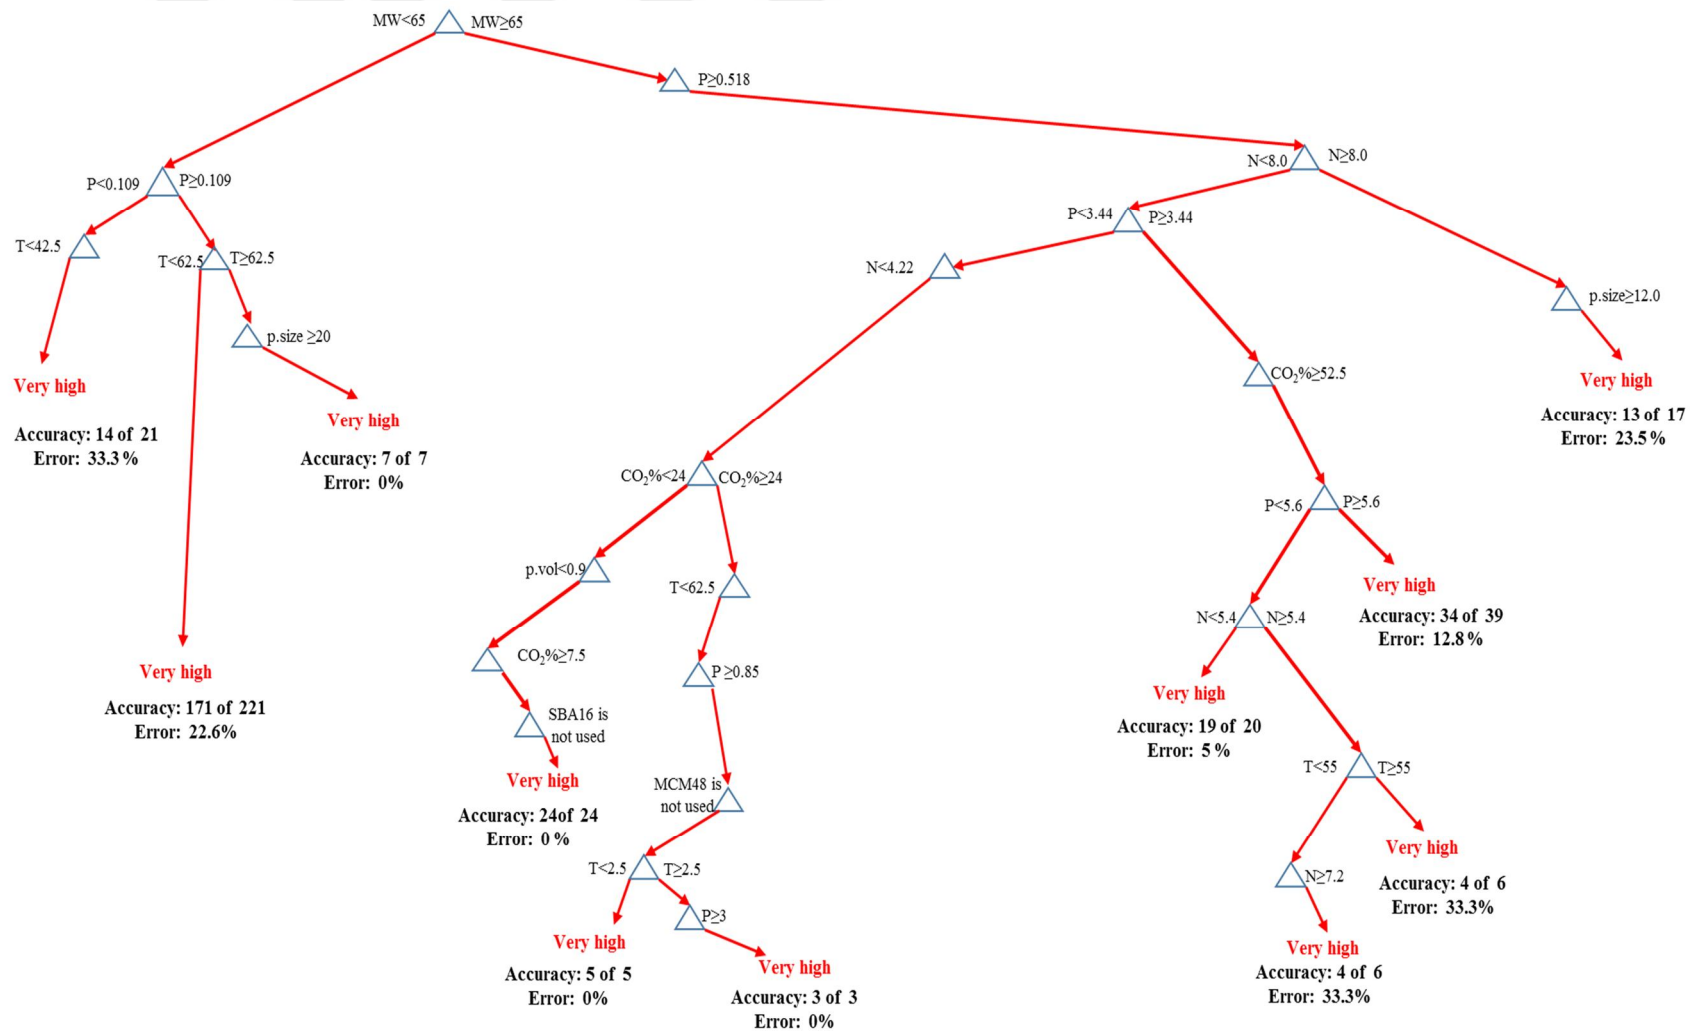 MW<65
MW≥65
P≥0.518
N<8.0
N≥8.0
P<0.109
P≥0.109
P<3.44
P≥3.44
T<42.5
T<62.5
T≥62.5
N<4.22
p.size≥12.0
p.size ≥20
CO₂%≥52.5
Very high
Accuracy: 14 of 21
Error: 33.3 %
Very high
Accuracy: 7 of 7
Error: 0%
Very high
Accuracy: 13 of 17
Error: 23.5 %
CO₂%<24
CO₂%≥24
P<5.6
P≥5.6
p.vol<0.9
T<62.5
Very high
Accuracy: 34 of 39
Error: 12.8 %
N<5.4
N≥5.4
CO₂%≥7.5
P ≥0.85
Very high
Accuracy: 171 of 221
Error: 22.6%
Very high
Accuracy: 19 of 20
Error: 5 %
SBA16 is
not used
Very high
Accuracy: 24of 24
Error: 0 %
MCM48 is
not used
T<55
T≥55
Very high
Accuracy: 4 of 6
Error: 33.3%
T<2.5
T≥2.5
N≥7.2
P≥3
Very high
Accuracy: 5 of 5
Error: 0%
Very high
Accuracy: 3 of 3
Error: 0%
Very high
Accuracy: 4 of 6
Error: 33.3%